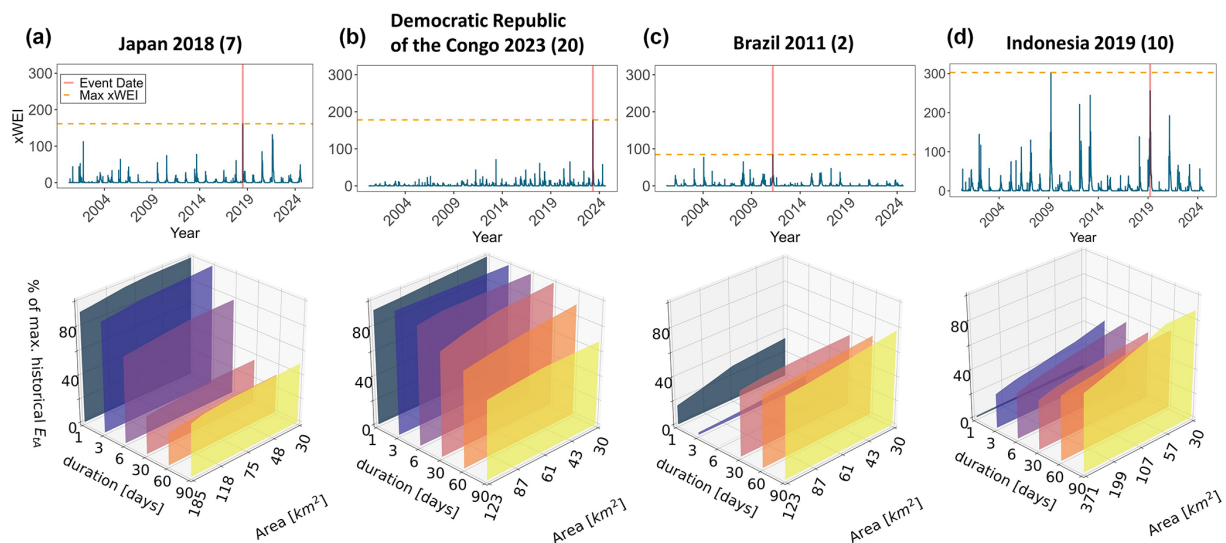 (a) Japan 2018 (7)
(b) Democratic Republic
of the Congo 2023 (20)
(c) Brazil 2011 (2)
(d) Indonesia 2019 (10)
xWEI
300
200
100
0
Event Date
Max xWEI
2004 2009 2014 2019 2024
Year
300
200
100
0
2004 2009 2014 2019 2024
Year
300
200
100
0
2004 2009 2014 2019 2024
Year
300
200
100
0
2004 2009 2014 2019 2024
Year
% of max. historical EtA
80
40
0
1 3 6 30 60 90
duration [days]
185 118 75 48 30
Area [km²]
80
40
0
1 3 6 30 60 90
duration [days]
123 87 61 43 30
Area [km²]
80
40
0
1 3 6 30 60 90
duration [days]
123 87 61 43 30
Area [km²]
80
40
0
1 3 6 30 60 90
duration [days]
371 199 107 57 30
Area [km²]